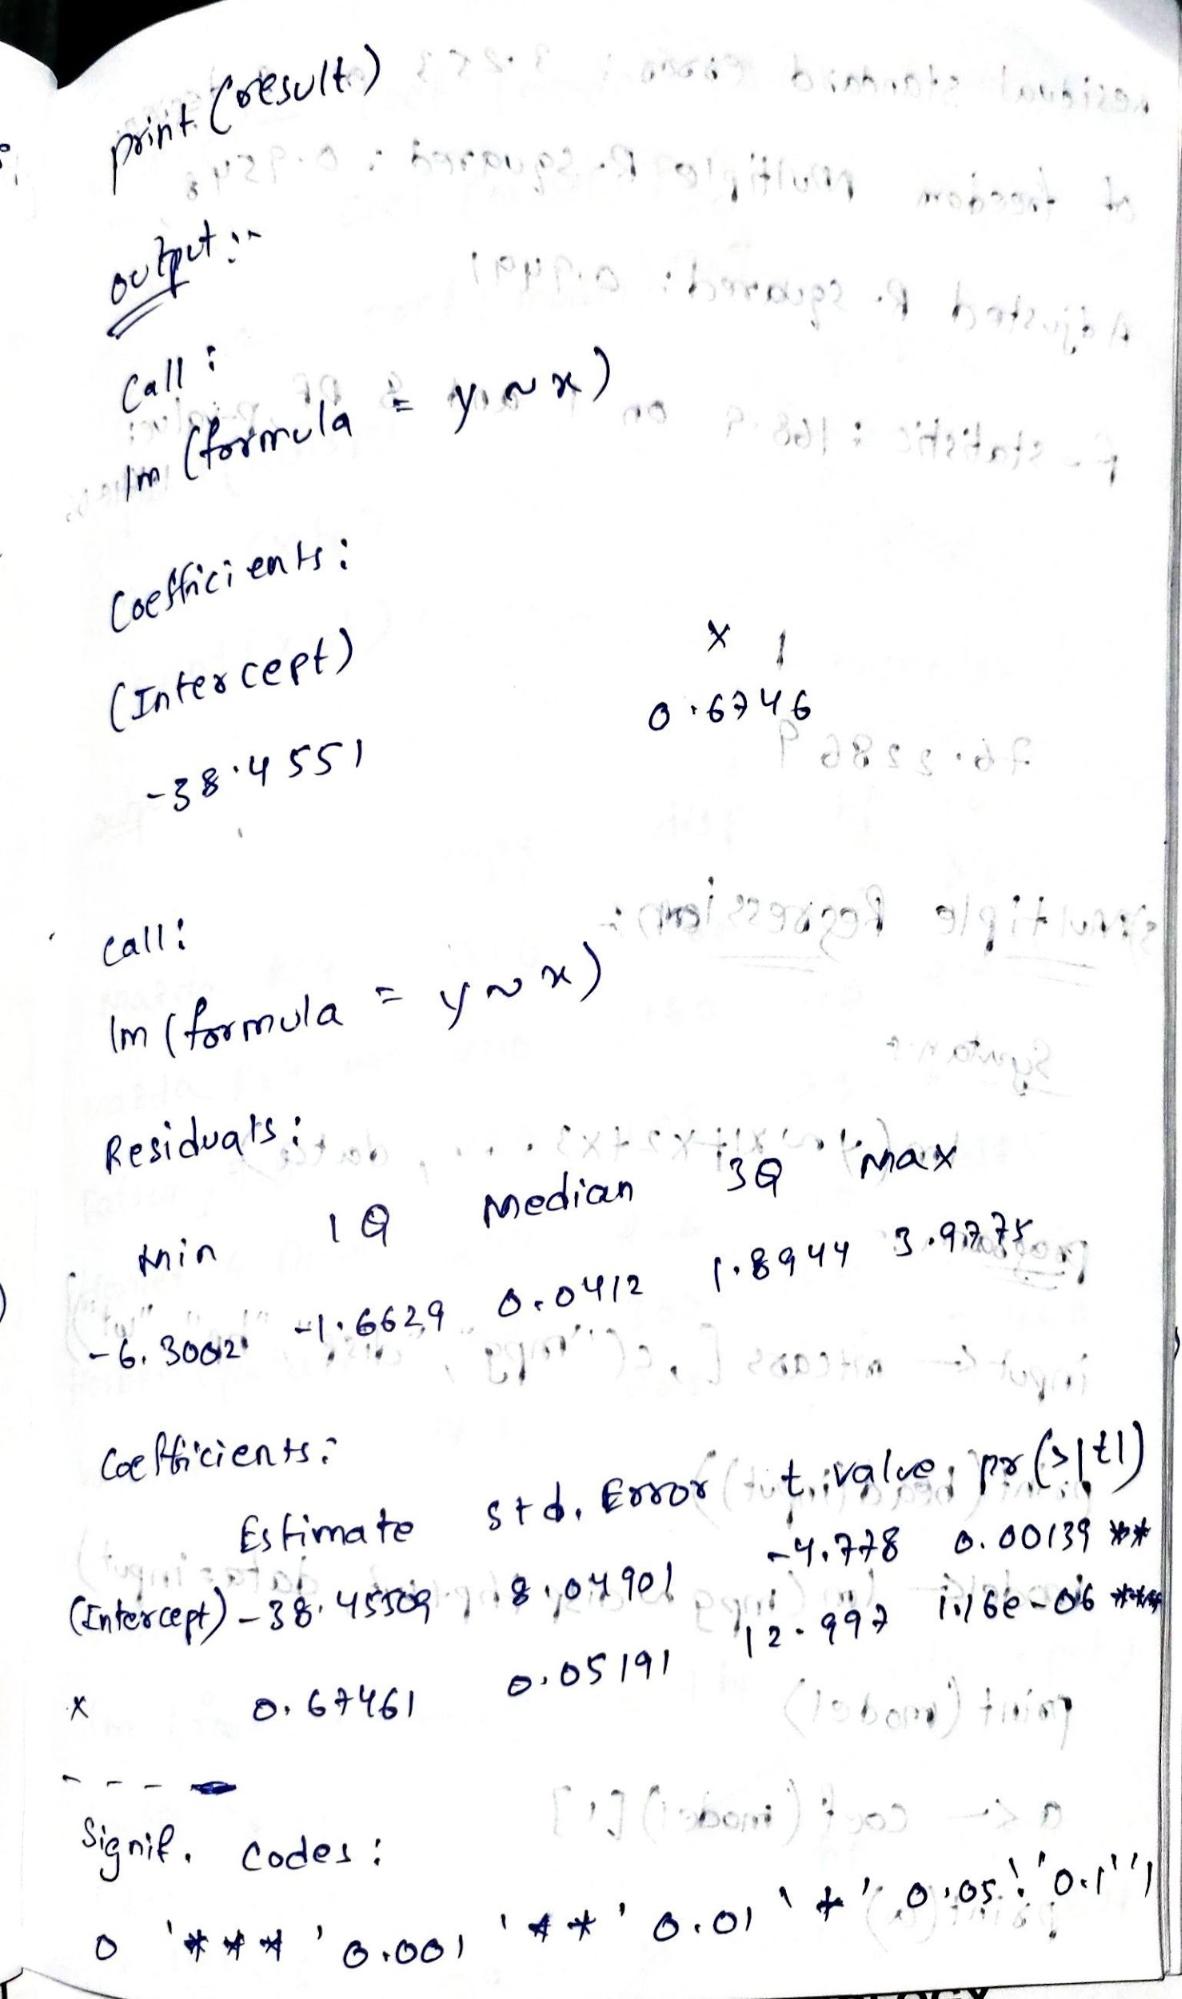 print (result)
output :-
Call :
lm (formula = y ~ x)
Coefficients :
(Intercept) x
-38.4551 0.6746
Call :
lm (formula = y ~ x)
Residuals :
Min 1Q Median 3Q Max
-6.3002 -1.6629 0.0412 1.8944 3.9775
Coefficients :
Estimate std. Error t value pr(>|t|)
(Intercept) -38.45509 8.04901 -4.778 0.00139 **
x 0.67461 0.05191 12.997 1.16e-06 ***
- - - -
Signif. codes :
0 '***' 0.001 '**' 0.01 '*' 0.05 '.' 0.1 '' 1